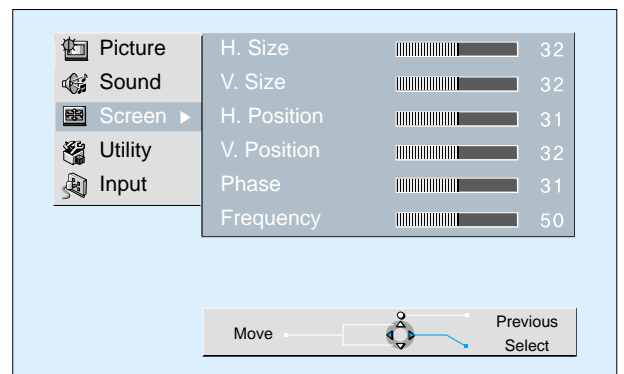 Picture
Sound
Screen ▶
Utility
Input
H. Size 32
V. Size 32
H. Position 31
V. Position 32
Phase 31
Frequency 50
Move
Previous
Select